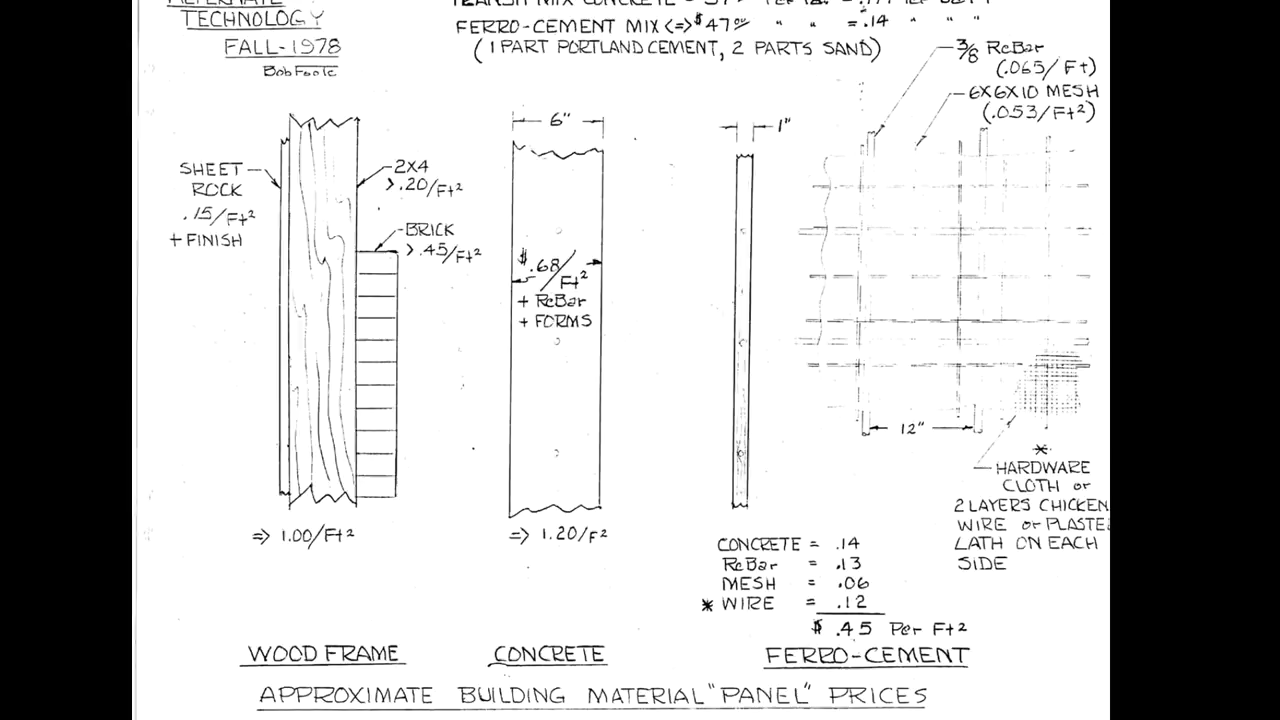 ALTERNATE
TECHNOLOGY
FALL-1978
Bob Foote
FERRO-CEMENT MIX <=> $47.00 " " = .14 " " "
(1 PART PORTLAND CEMENT, 2 PARTS SAND)
3/8 ReBar
(.065/Ft)
6X6X10 MESH
(.053/Ft²)
6"
1"
SHEET
ROCK
.15/Ft²
+ FINISH
2X4
>.20/Ft²
BRICK
>.45/Ft²
$.68/Ft²
+ ReBar
+ FORMS
12"
*
HARDWARE
CLOTH or
2 LAYERS CHICKEN
WIRE or PLASTE
LATH ON EACH
SIDE
=> 1.00/Ft²
=> 1.20/F²
CONCRETE = .14
ReBar = .13
MESH = .06
* WIRE = .12
$ .45 Per Ft²
WOOD FRAME
CONCRETE
FERRO-CEMENT
APPROXIMATE BUILDING MATERIAL "PANEL" PRICES